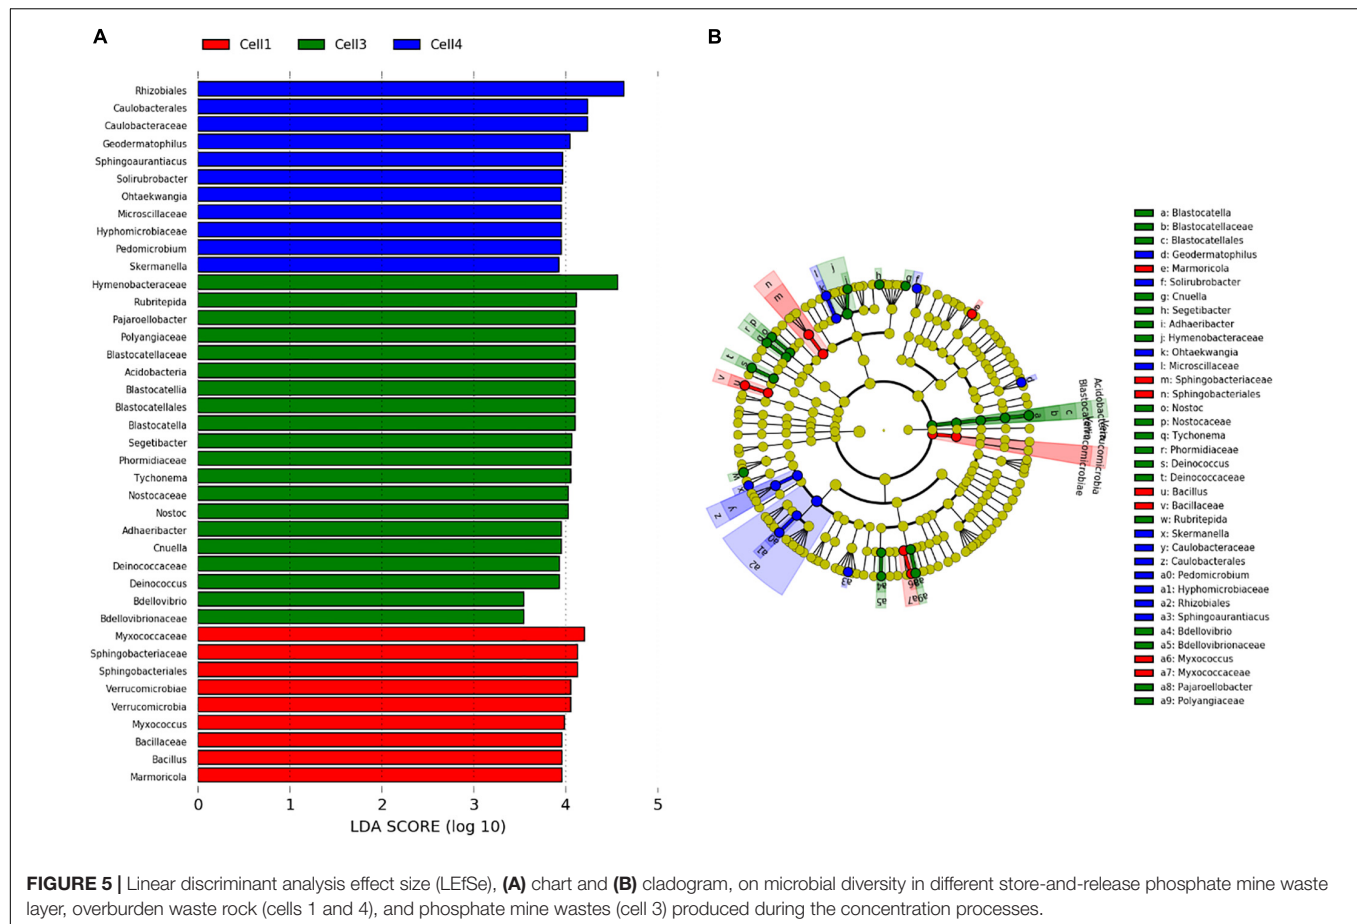 A
Cell1
Cell3
Cell4
Rhizobiales
Caulobacterales
Caulobacteraceae
Geodermatophilus
Sphingoaurantiacus
Solirubrobacter
Ohtaekwangia
Microscillaceae
Hyphomicrobiaceae
Pedomicrobium
Skermanella
Hymenobacteraceae
Rubritepida
Pajaroellobacter
Polyangiaceae
Blastocatellaceae
Acidobacteria
Blastocatellia
Blastocatellales
Blastocatella
Segetibacter
Phormidiaceae
Tychonema
Nostocaceae
Nostoc
Adhaeribacter
Cnuella
Deinococcaceae
Deinococcus
Bdellovibrio
Bdellovibrionaceae
Myxococcaceae
Sphingobacteriaceae
Sphingobacteriales
Verrucomicrobiae
Verrucomicrobia
Myxococcus
Bacillaceae
Bacillus
Marmoricola
0 1 2 3 4 5
LDA SCORE (log 10)
B
n
m
l
j
h
g
f
r
t
s
v
u
a
b
c
w
x
z
y
a2
a1
a3
a4
a5
a6
a9a7
a: Blastocatella
b: Blastocatellaceae
c: Blastocatellales
d: Geodermatophilus
e: Marmoricola
f: Solirubrobacter
g: Cnuella
h: Segetibacter
i: Adhaeribacter
j: Hymenobacteraceae
k: Ohtaekwangia
l: Microscillaceae
m: Sphingobacteriaceae
n: Sphingobacteriales
o: Nostoc
p: Nostocaceae
q: Tychonema
r: Phormidiaceae
s: Deinococcus
t: Deinococcaceae
u: Bacillus
v: Bacillaceae
w: Rubritepida
x: Skermanella
y: Caulobacteraceae
z: Caulobacterales
a0: Pedomicrobium
a1: Hyphomicrobiaceae
a2: Rhizobiales
a3: Sphingoaurantiacus
a4: Bdellovibrio
a5: Bdellovibrionaceae
a6: Myxococcus
a7: Myxococcaceae
a8: Pajaroellobacter
a9: Polyangiaceae
FIGURE 5 | Linear discriminant analysis effect size (LEfSe), (A) chart and (B) cladogram, on microbial diversity in different store-and-release phosphate mine waste
layer, overburden waste rock (cells 1 and 4), and phosphate mine wastes (cell 3) produced during the concentration processes.